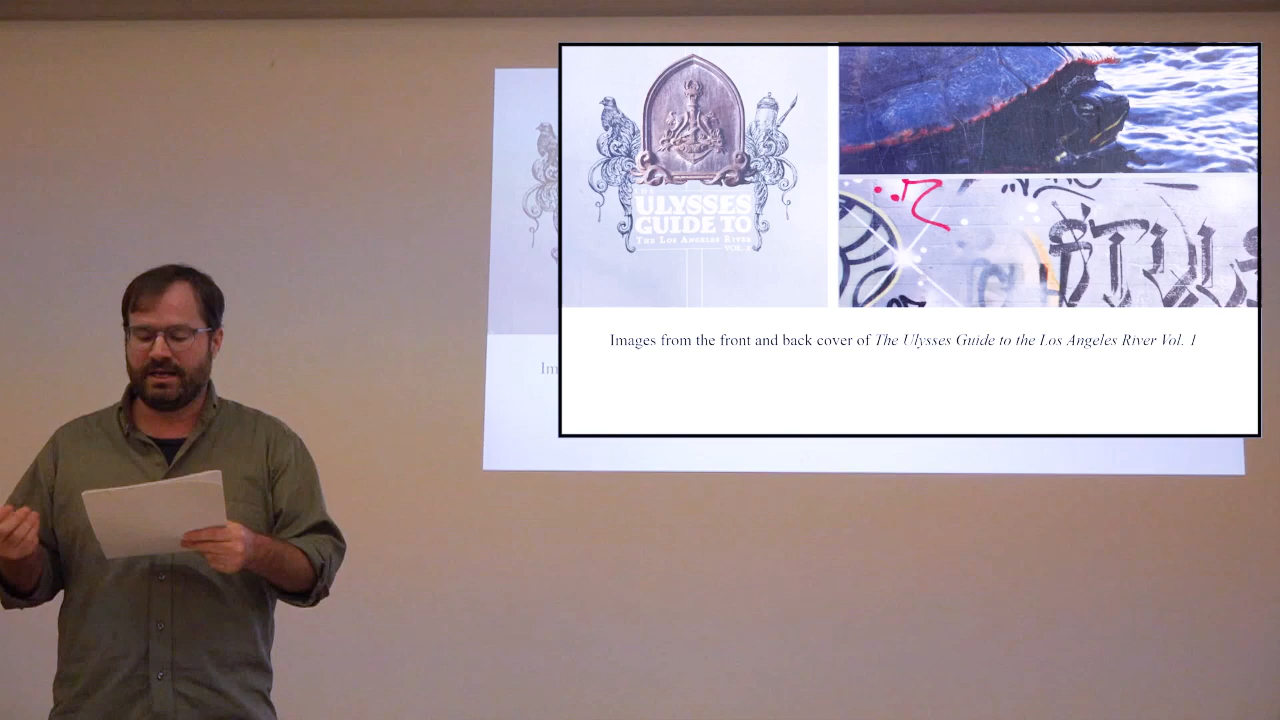 ULYSSES
GUIDE TO
THE LOS ANGELES RIVER
Images from the front and back cover of The Ulysses Guide to the Los Angeles River Vol. 1
Im